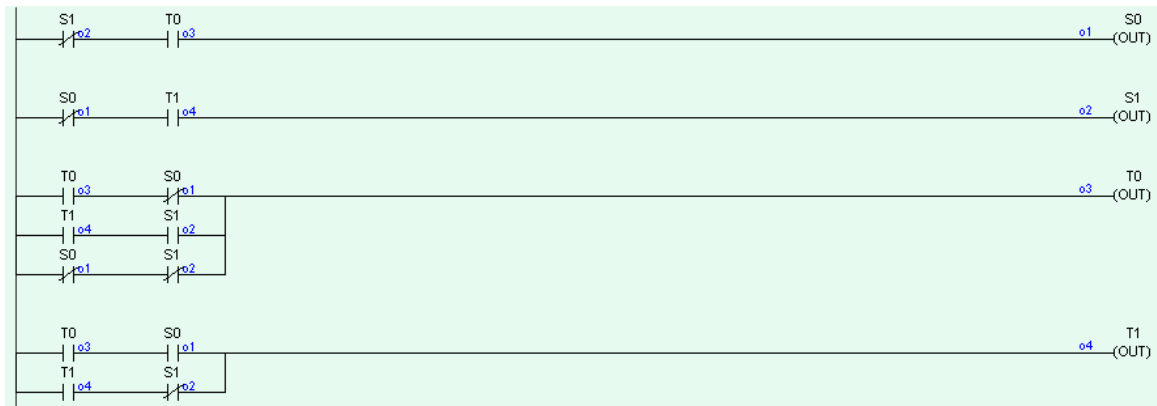 S1 T0 S0
o2 o3 o1 (OUT)
S0 T1 S1
o1 o4 o2 (OUT)
T0 S0 T0
o3 o1 o3 (OUT)
T1 S1
o4 o2
S0 S1
o1 o2
T0 S0 T1
o3 o1 o4 (OUT)
T1 S1
o4 o2